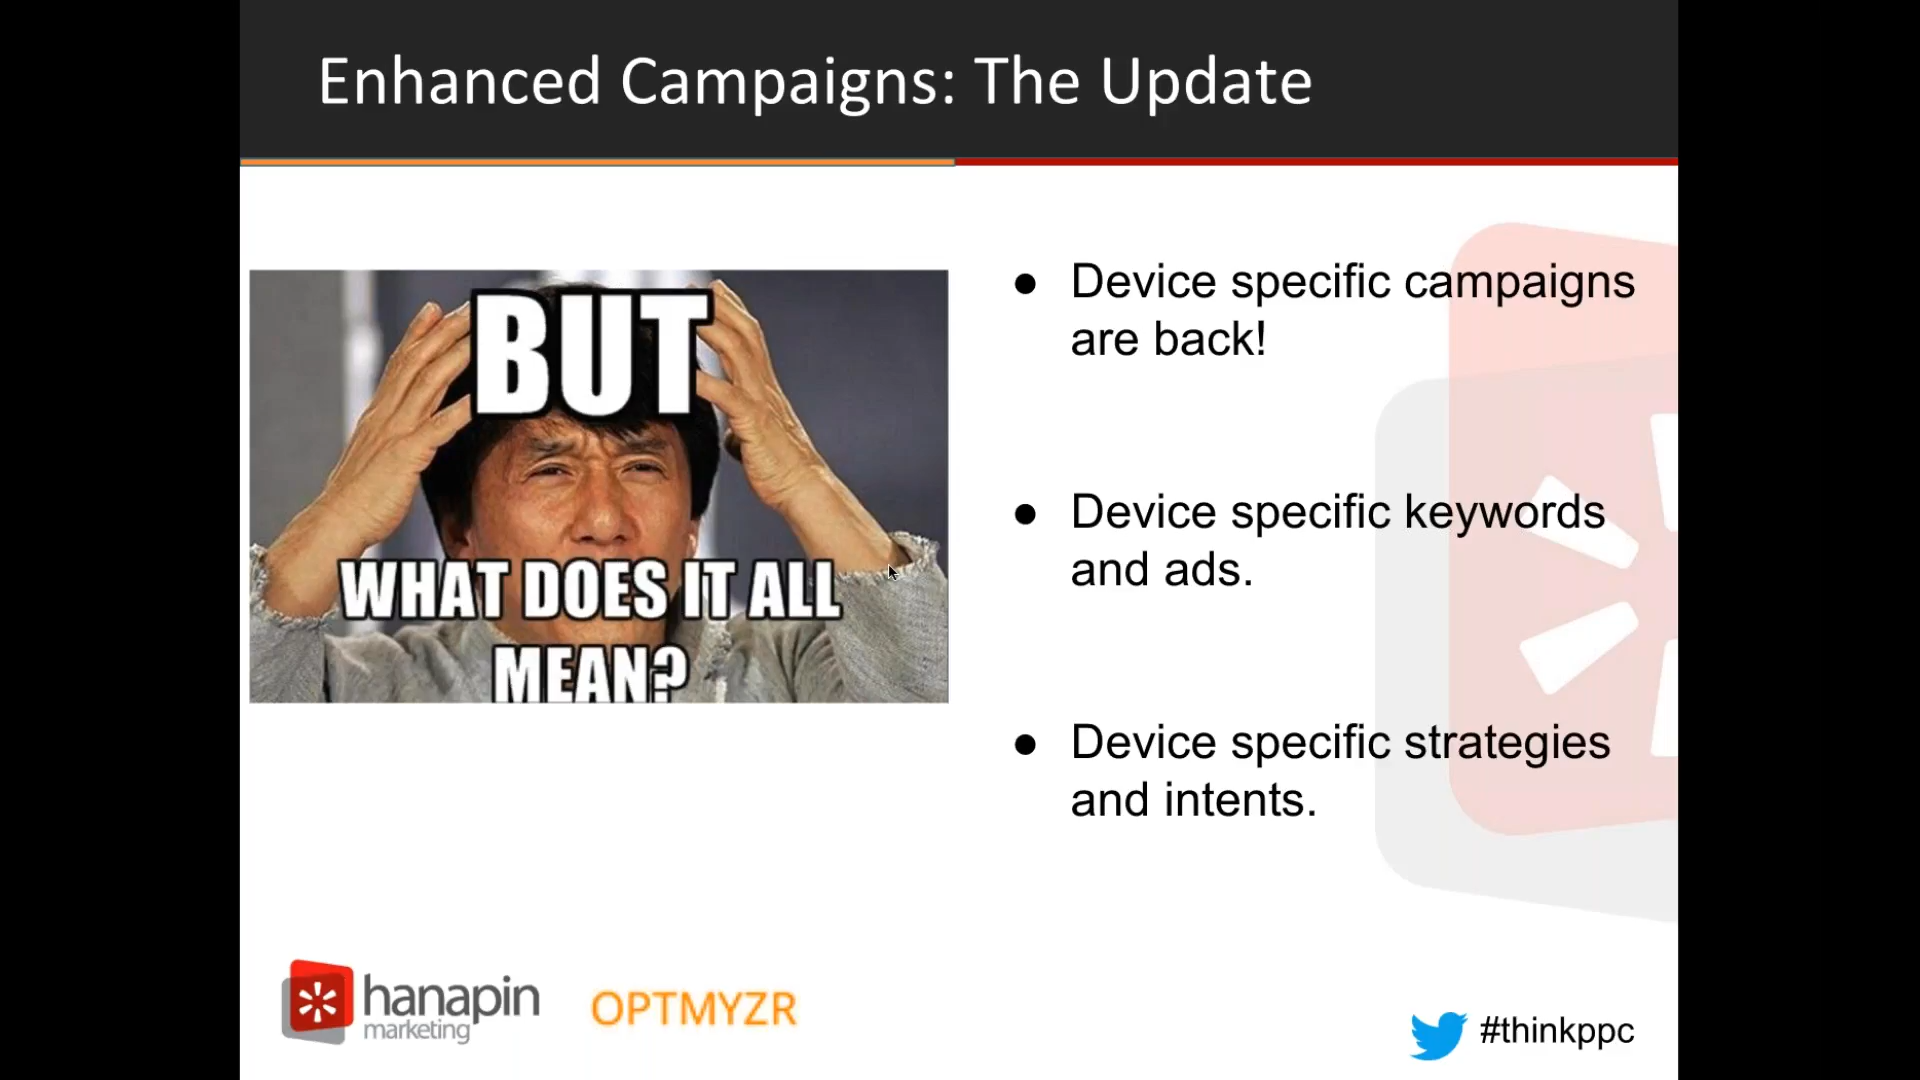 Enhanced Campaigns: The Update
BUT
WHAT DOES IT ALL
MEAN?
● Device specific campaigns
are back!
● Device specific keywords
and ads.
● Device specific strategies
and intents.
hanapin
marketing
OPTMYZR
#thinkppc